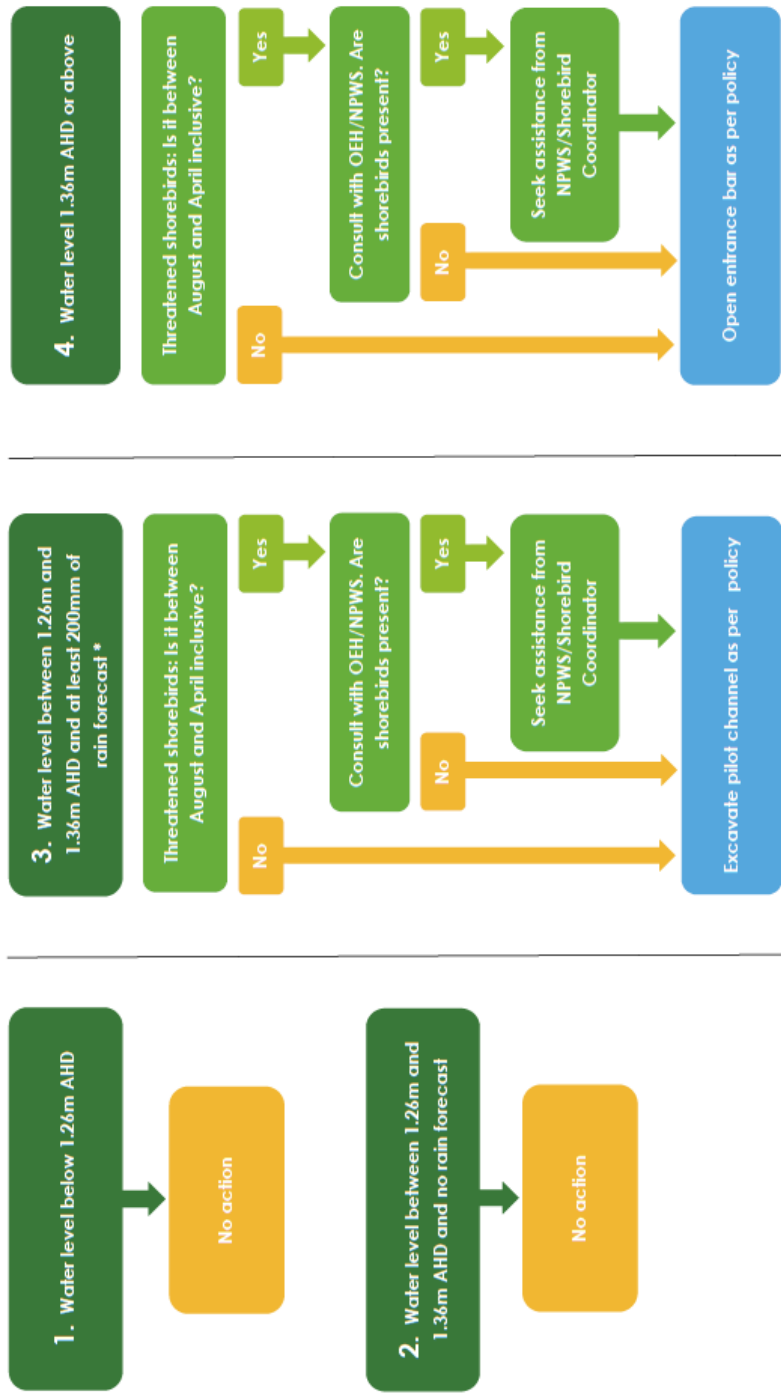 1. Water level below 1.26m AHD
No action
2. Water level between 1.26m and
1.36m AHD and no rain forecast
No action
3. Water level between 1.26m and
1.36m AHD and at least 200mm of
rain forecast *
Threatened shorebirds: Is it between
August and April inclusive?
No
Yes
Consult with OEH/NPWS. Are
shorebirds present?
No
Yes
Seek assistance from
NPWS/Shorebird
Coordinator
Excavate pilot channel as per policy
4. Water level 1.36m AHD or above
Threatened shorebirds: Is it between
August and April inclusive?
No
Yes
Consult with OEH/NPWS. Are
shorebirds present?
No
Yes
Seek assistance from
NPWS/Shorebird
Coordinator
Open entrance bar as per policy